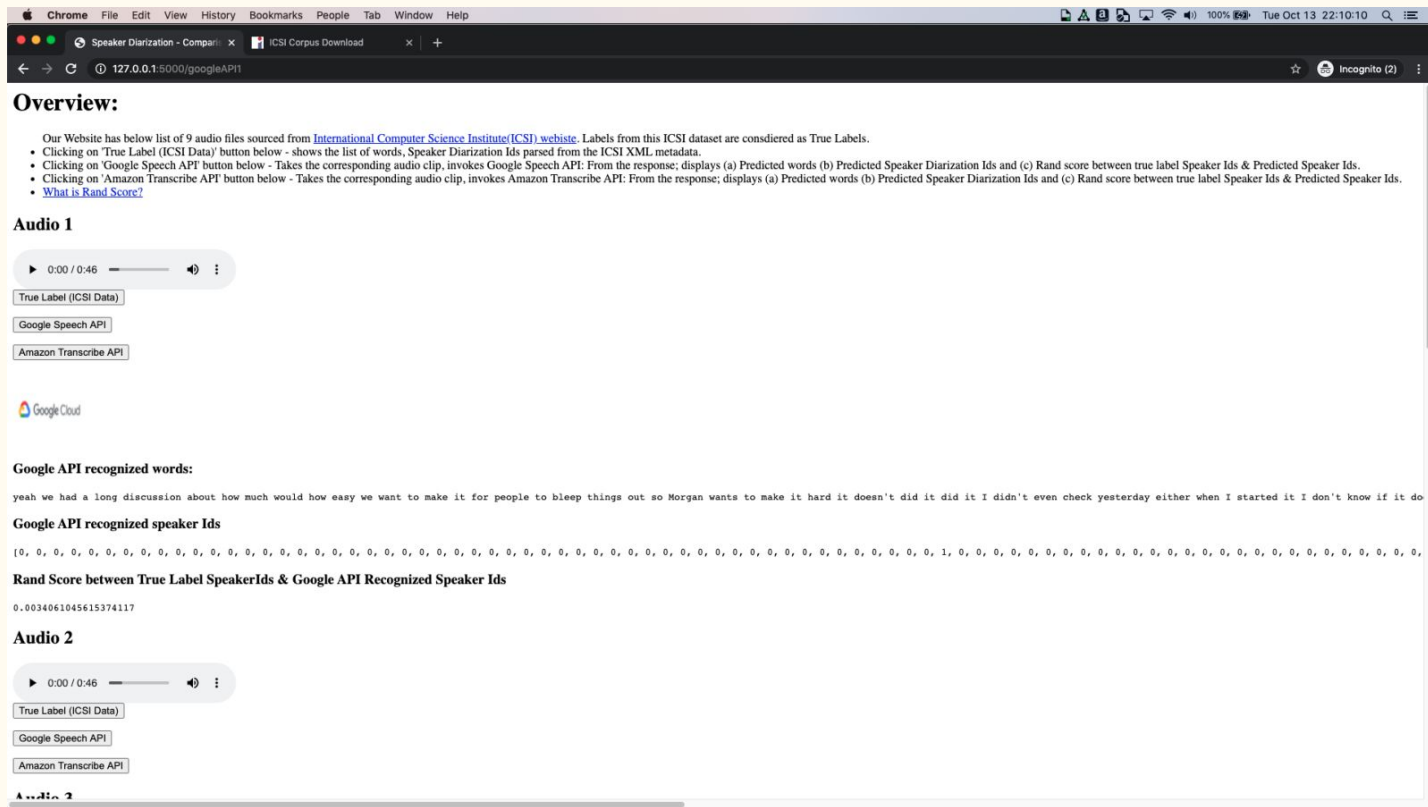 Chrome File Edit View History Bookmarks People Tab Window Help 100% Tue Oct 13 22:10:10
Speaker Diarization - Comparis × ICSI Corpus Download × +
127.0.0.1:5000/googleAPI1 Incognito (2)
Overview:
Our Website has below list of 9 audio files sourced from International Computer Science Institute(ICSI) webiste. Labels from this ICSI dataset are consdiered as True Labels.
• Clicking on 'True Label (ICSI Data)' button below - shows the list of words, Speaker Diarization Ids parsed from the ICSI XML metadata.
• Clicking on 'Google Speech API' button below - Takes the corresponding audio clip, invokes Google Speech API: From the response; displays (a) Predicted words (b) Predicted Speaker Diarization Ids and (c) Rand score between true label Speaker Ids & Predicted Speaker Ids.
• Clicking on 'Amazon Transcribe API' button below - Takes the corresponding audio clip, invokes Amazon Transcribe API: From the response; displays (a) Predicted words (b) Predicted Speaker Diarization Ids and (c) Rand score between true label Speaker Ids & Predicted Speaker Ids.
• What is Rand Score?
Audio 1
0:00 / 0:46
True Label (ICSI Data)
Google Speech API
Amazon Transcribe API
Google Cloud
Google API recognized words:
yeah we had a long discussion about how much would how easy we want to make it for people to bleep things out so Morgan wants to make it hard it doesn't did it did it I didn't even check yesterday either when I started it I don't know if it do
Google API recognized speaker Ids
[0, 0, 0, 0, 0, 0, 0, 0, 0, 0, 0, 0, 0, 0, 0, 0, 0, 0, 0, 0, 0, 0, 0, 0, 0, 0, 0, 0, 0, 0, 0, 0, 0, 0, 0, 0, 0, 0, 0, 0, 0, 0, 0, 0, 0, 0, 0, 0, 0, 0, 0, 0, 0, 1, 0, 0, 0, 0, 0, 0, 0, 0, 0, 0, 0, 0, 0, 0, 0, 0, 0, 0, 0, 0, 0, 0, 0, 0, 0, 0, 0,
Rand Score between True Label SpeakerIds & Google API Recognized Speaker Ids
0.0034061045615374117
Audio 2
0:00 / 0:46
True Label (ICSI Data)
Google Speech API
Amazon Transcribe API
Audio 3